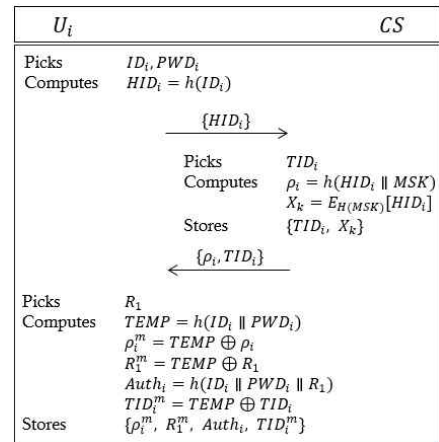 U_i CS
Picks ID_i, PWD_i
Computes HID_i = h(ID_i)
{HID_i}
Picks TID_i
Computes ρ_i = h(HID_i ∥ MSK)
X_k = E_{H(MSK)}[HID_i]
Stores {TID_i, X_k}
{ρ_i, TID_i}
Picks R_1
Computes TEMP = h(ID_i ∥ PWD_i)
ρ_i^m = TEMP ⊕ ρ_i
R_1^m = TEMP ⊕ R_1
Auth_i = h(ID_i ∥ PWD_i ∥ R_1)
TID_i^m = TEMP ⊕ TID_i
Stores {ρ_i^m, R_1^m, Auth_i, TID_i^m}